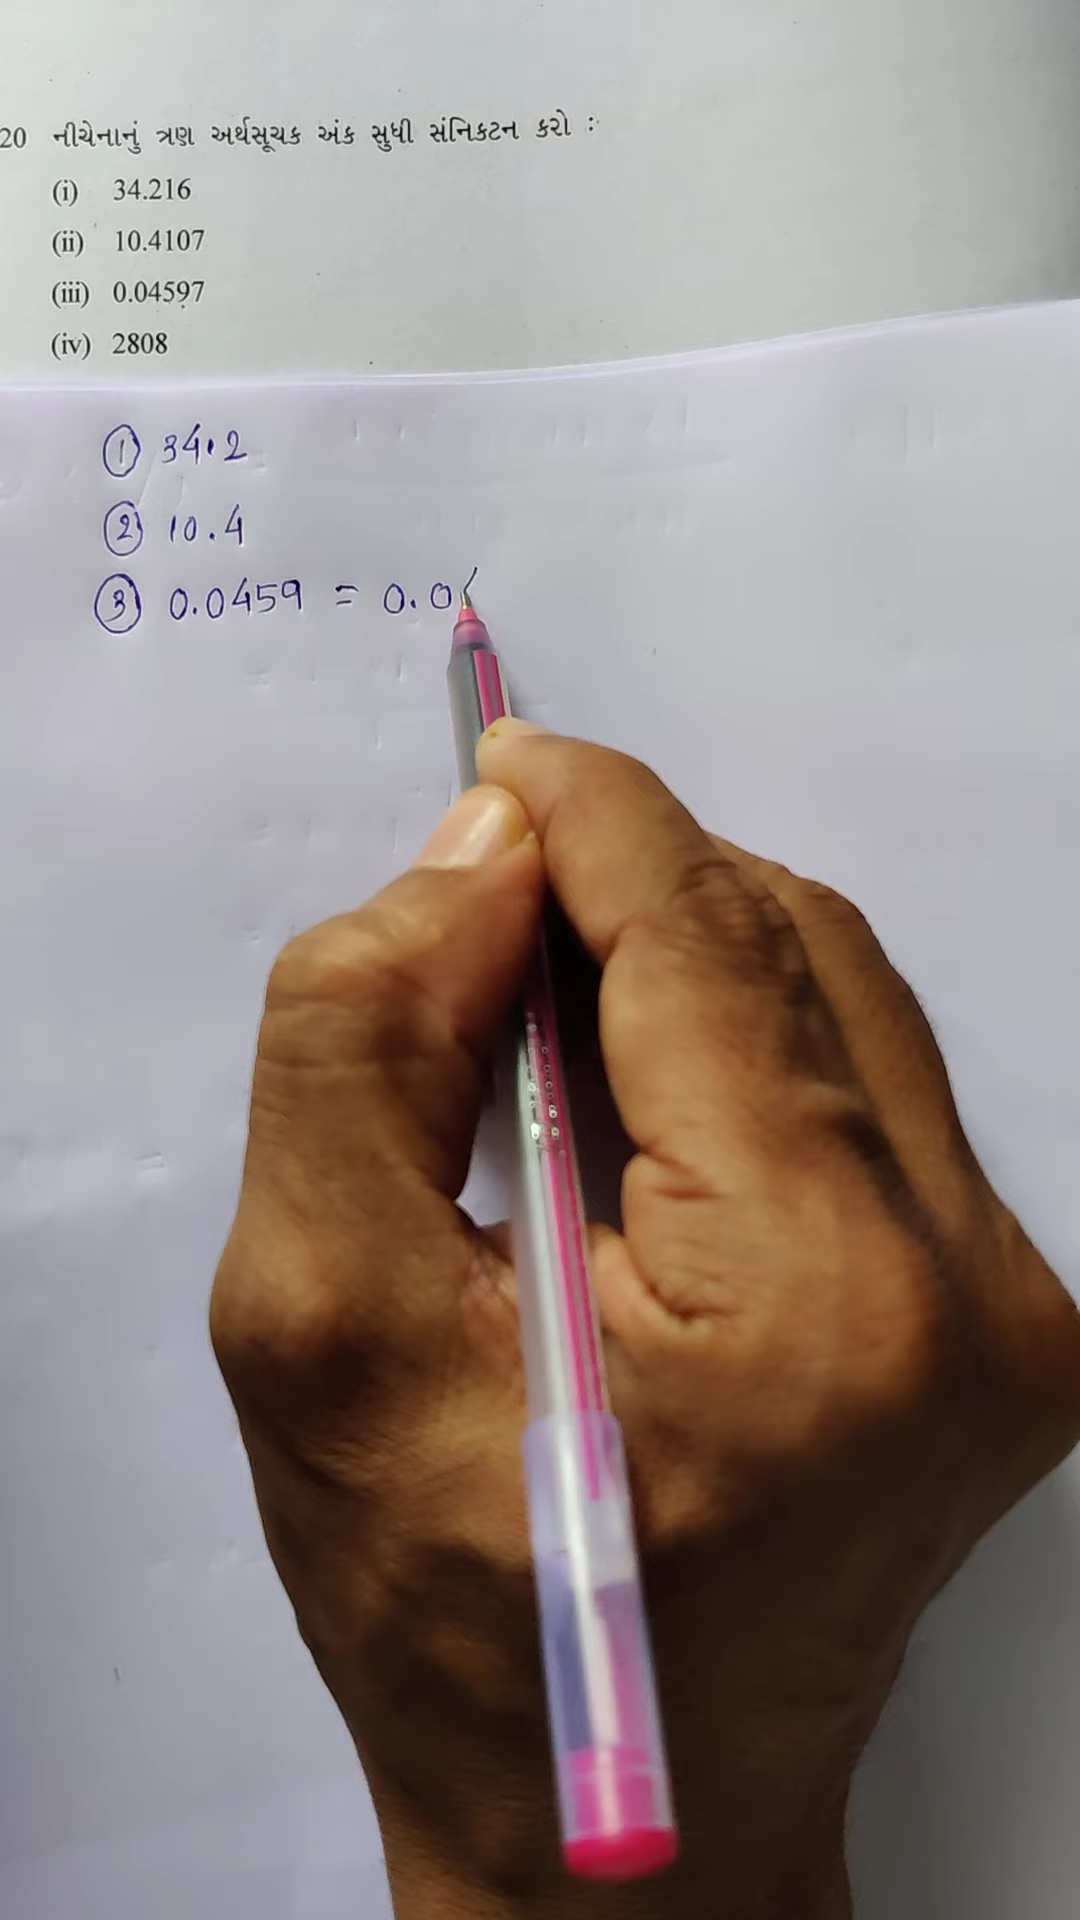 20 નીચેનાનું ત્રણ અર્થસૂચક અંક સુધી સંનિકટન કરો :
(i) 34.216
(ii) 10.4107
(iii) 0.04597
(iv) 2808
① 34.2
② 10.4
③ 0.0459 = 0.0